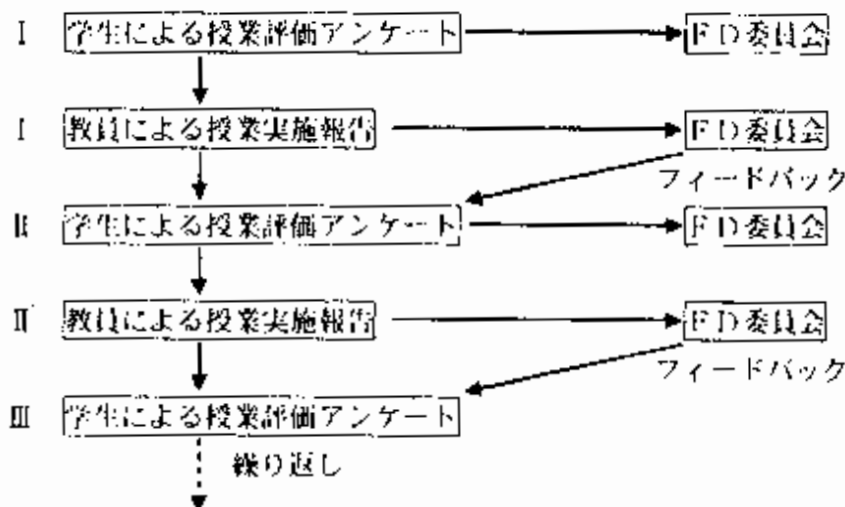 Ⅰ 学生による授業評価アンケート FD委員会
Ⅰ 教員による授業実施報告 FD委員会
フィードバック
Ⅱ 学生による授業評価アンケート FD委員会
Ⅱ 教員による授業実施報告 FD委員会
フィードバック
Ⅲ 学生による授業評価アンケート
繰り返し